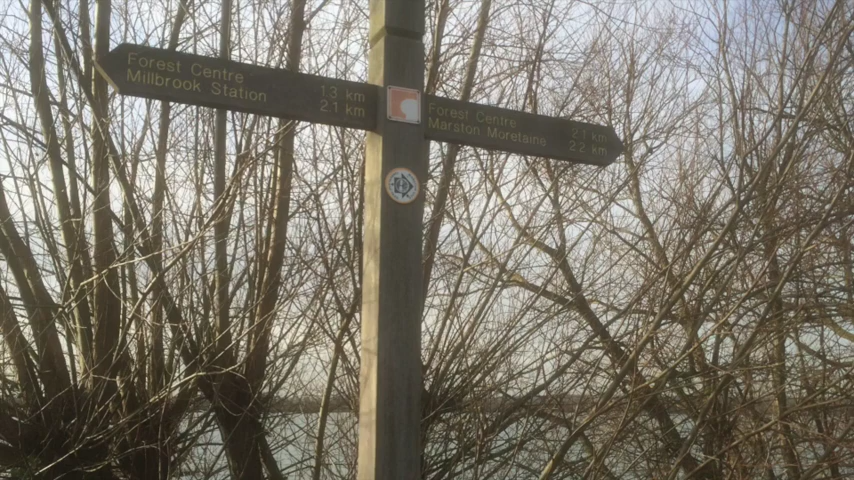 Forest Centre 1.3 km
Millbrook Station 2.1 km
Forest Centre 2.1 km
Marston Moretaine 2.2 km